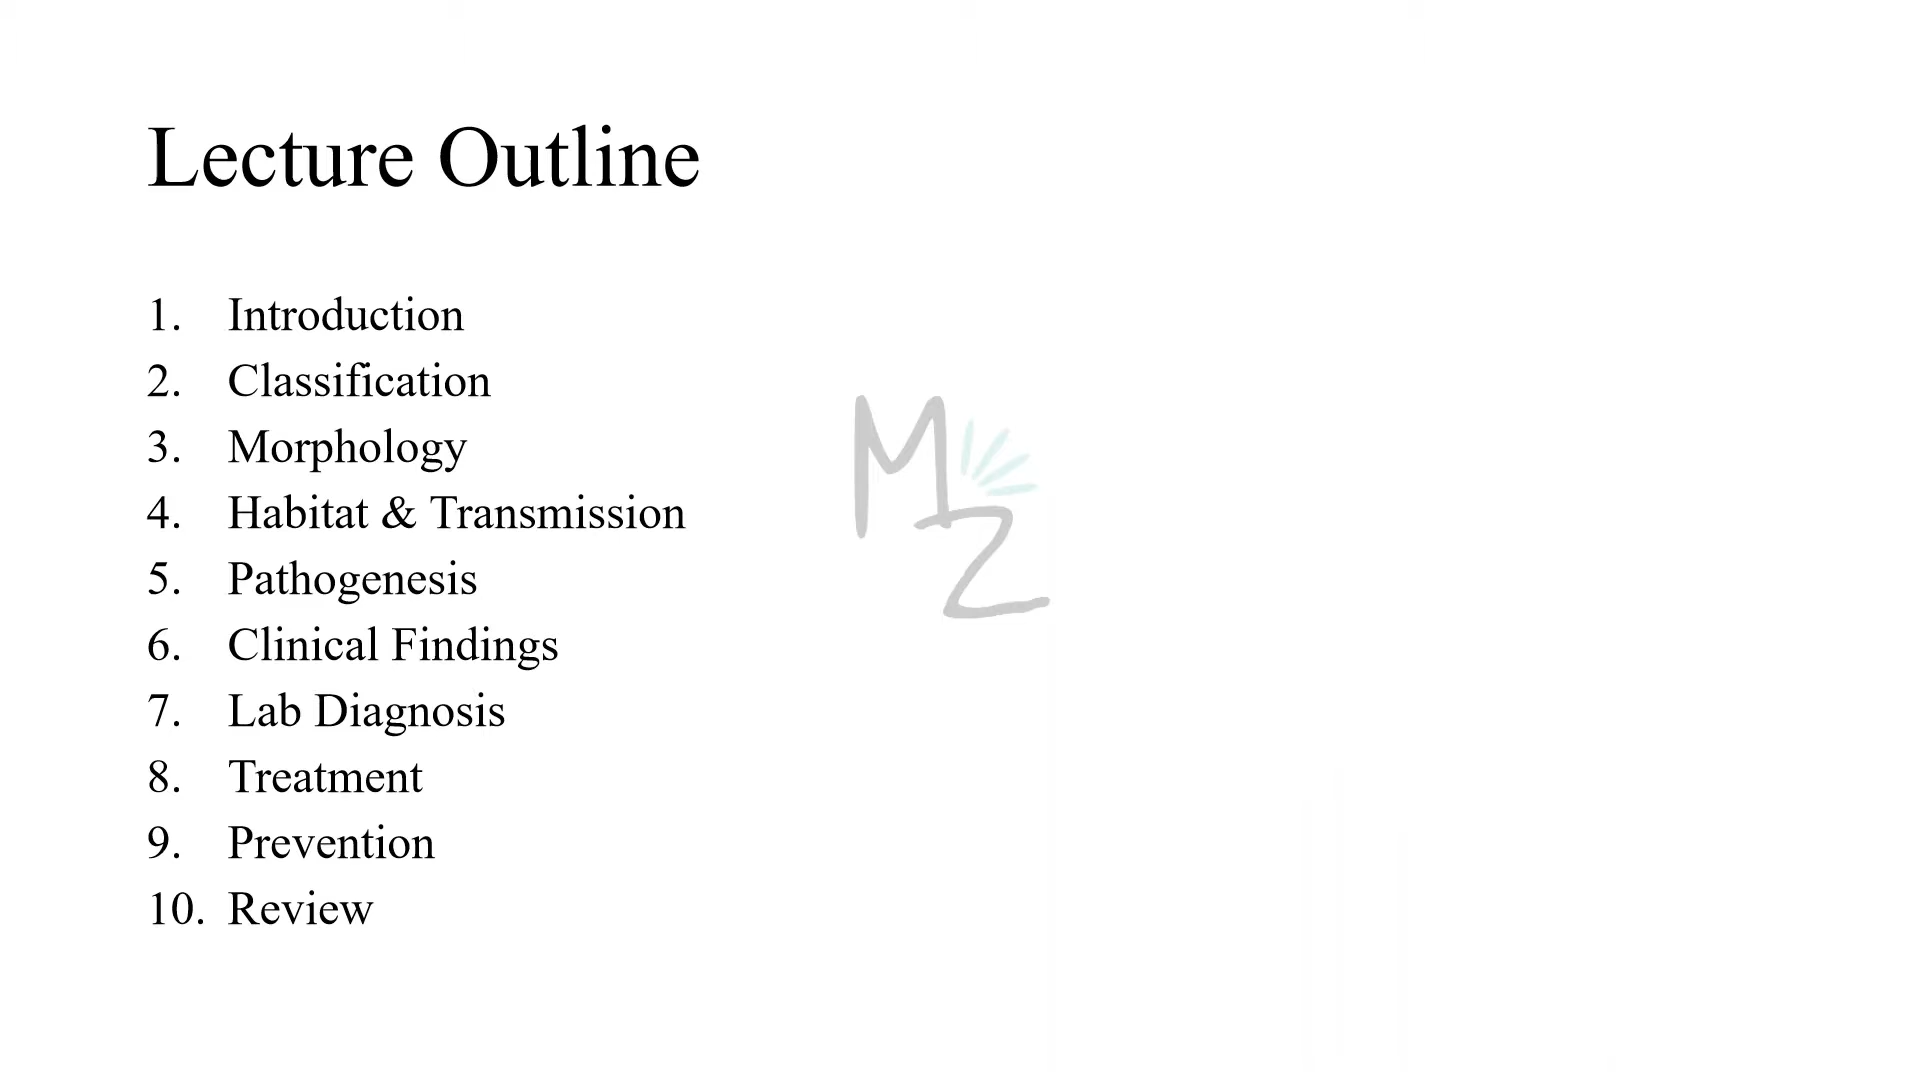 Lecture Outline
1. Introduction
2. Classification
3. Morphology
4. Habitat & Transmission
5. Pathogenesis
6. Clinical Findings
7. Lab Diagnosis
8. Treatment
9. Prevention
10. Review
MZ